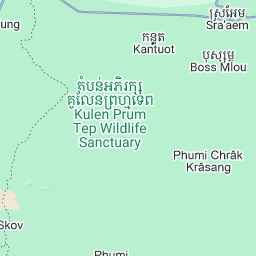 ស្រអែម
Sra'aem
ung
កន្ទួត
Kantuot
បុស្សម្លូ
Boss Mlou
តំបន់អភិរក្ស
គូលែនព្រហ្មទេព
Kulen Prum
Tep Wildlife
Sanctuary
Phumi Chrâk
Krâsang
Skov
Phumi